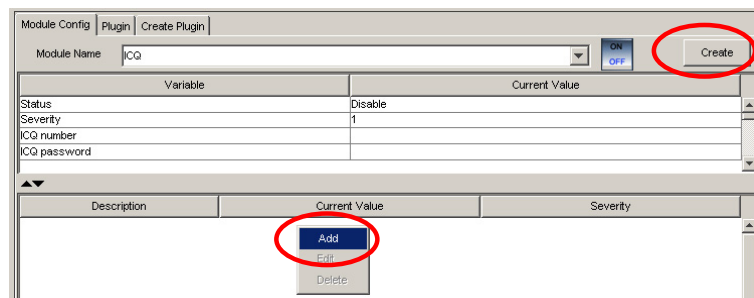 Module Config Plugin Create Plugin
Module Name ICQ ON OFF Create
Variable Current Value
Status Disable
Severity 1
ICQ number
ICQ password
Description Current Value Severity
Add
Edit
Delete